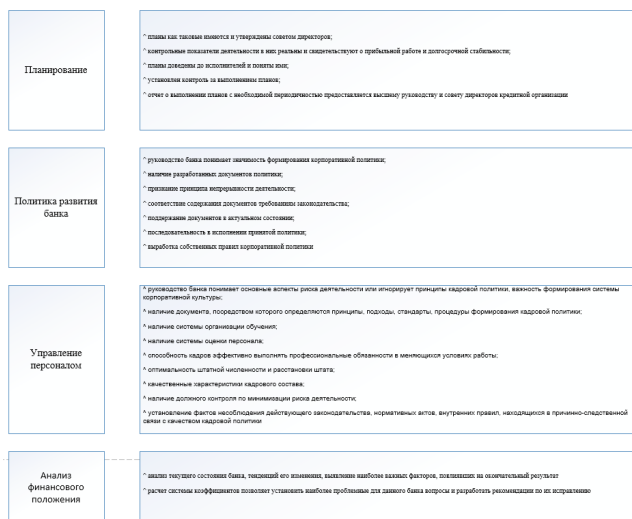 Планирование
^ планы как таковые имеются и утверждены советом директоров;
^ контрольные показатели деятельности в них реальны и свидетельствуют о прибыльной работе и долгосрочной стабильности;
^ планы доведены до исполнителей и поняты ими;
^ установлен контроль за выполнением планов;
^ отчет о выполнении планов с необходимой периодичностью предоставляется высшему руководству и совету директоров кредитной организации
Политика развития
банка
^ руководство банка понимает значимость формирования корпоративной политики;
^ наличие разработанных документов политики;
^ признание принципа непрерывности деятельности;
^ соответствие содержания документов требованиям законодательства;
^ поддержание документов в актуальном состоянии;
^ последовательность в исполнении принятой политики;
^ выработка собственных правил корпоративной политики
Управление
персоналом
^ руководство банка понимает основные аспекты риска деятельности или игнорирует принципы кадровой политики, важность формирования системы
корпоративной культуры;
^ наличие документа, посредством которого определяются принципы, подходы, стандарты, процедуры формирования кадровой политики;
^ наличие системы организации обучения;
^ наличие системы оценки персонала;
^ способность кадров эффективно выполнять профессиональные обязанности в меняющихся условиях работы;
^ оптимальность штатной численности и расстановки штата;
^ качественные характеристики кадрового состава;
^ наличие должного контроля по минимизации риска деятельности;
^ установление фактов несоблюдения действующего законодательства, нормативных актов, внутренних правил, находящихся в причинно-следственной
связи с качеством кадровой политики
Анализ
финансового
положения
^ анализ текущего состояния банка, тенденций его изменения, выявление наиболее важных факторов, повлиявших на окончательный результат
^ расчет системы коэффициентов позволяет установить наиболее проблемные для данного банка вопросы и разработать рекомендации по их исправлению